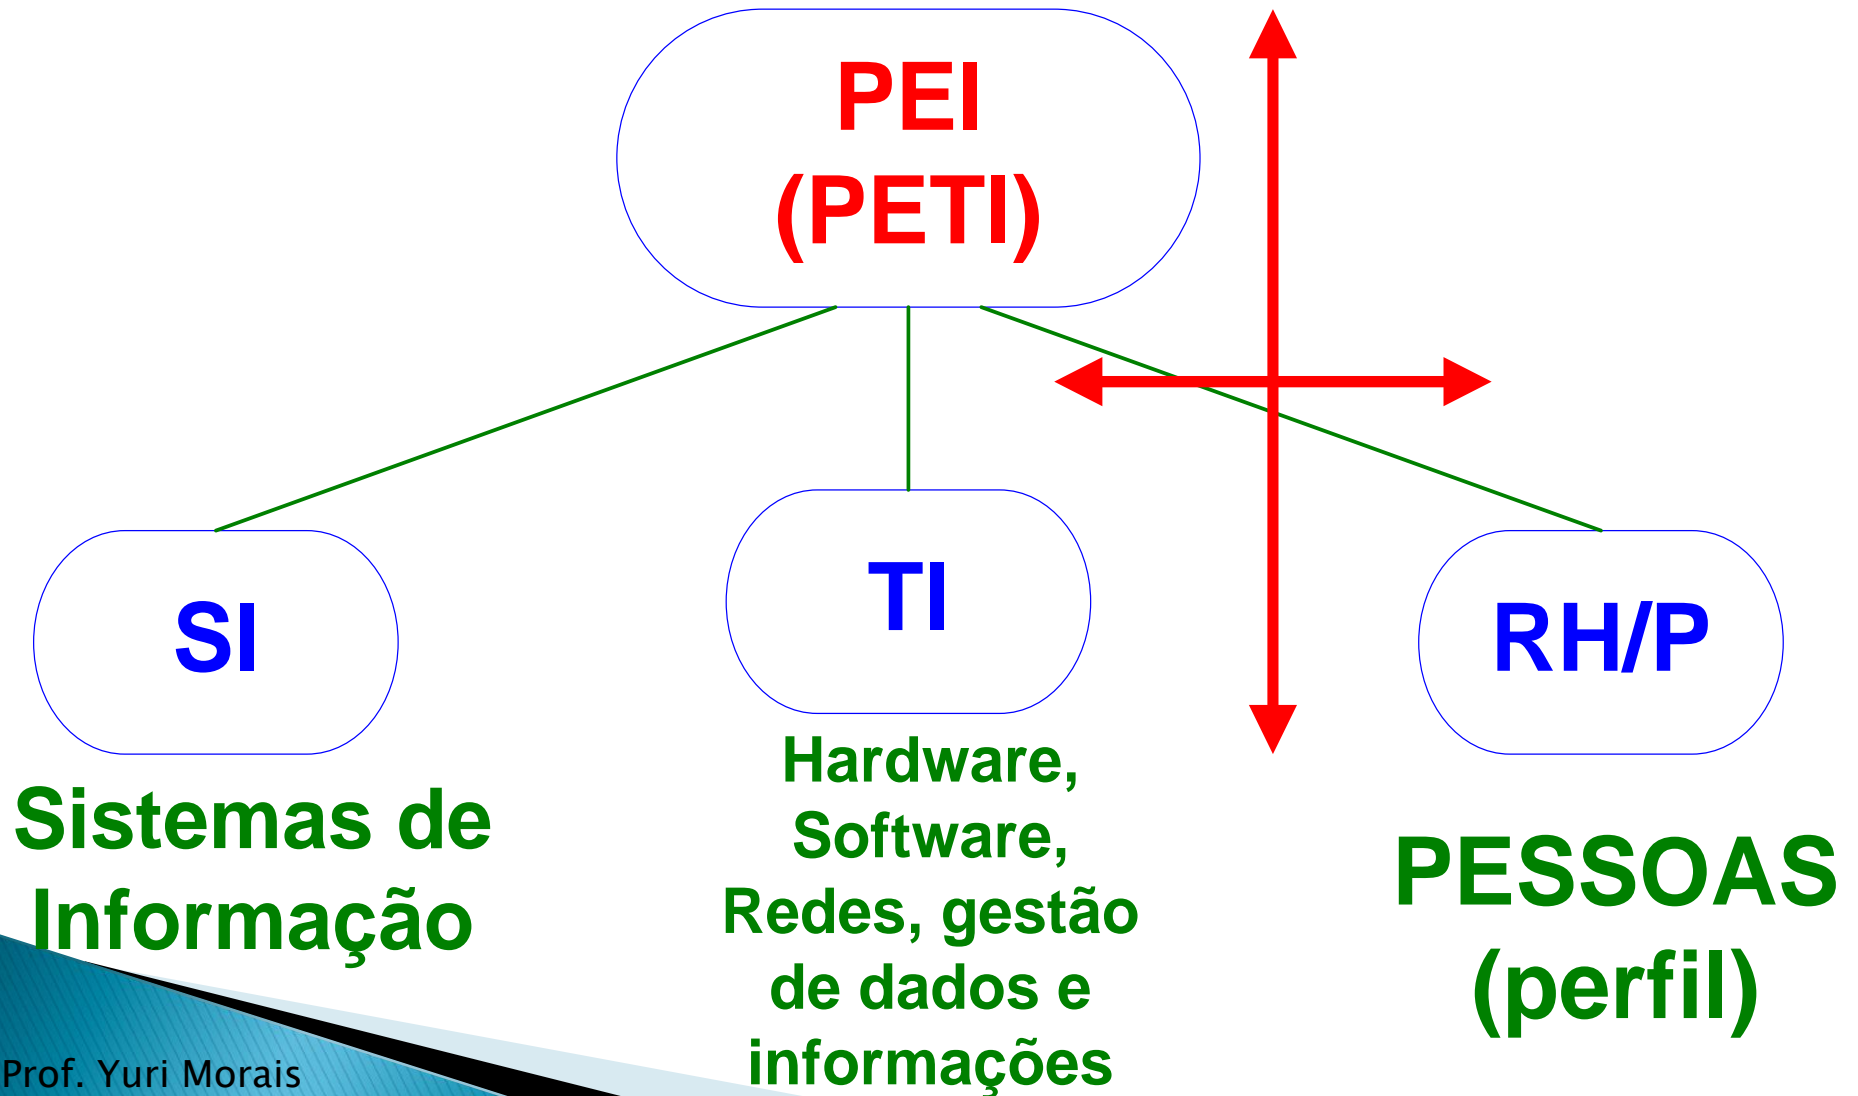 PEI
(PETI)
SI
TI
RH/P
Sistemas de
Informação
Hardware,
Software,
Redes, gestão
de dados e
informações
PESSOAS
(perfil)
Prof. Yuri Morais